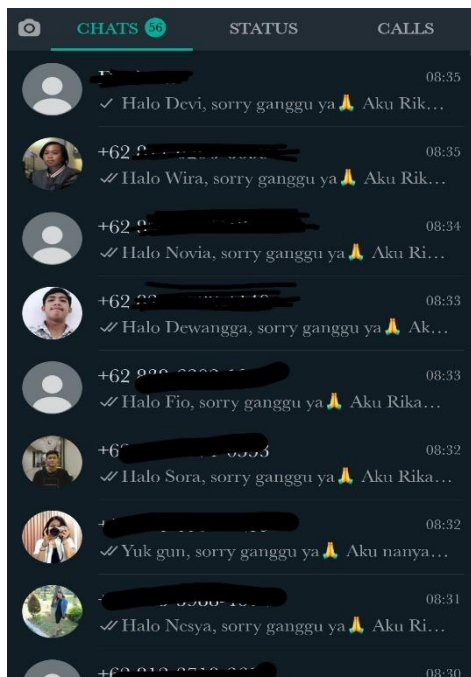 CHATS 56 STATUS CALLS
08:35
Halo Devi, sorry ganggu ya🙏 Aku Rik...
+62 08:35
Halo Wira, sorry ganggu ya🙏 Aku Rik...
+62 08:34
Halo Novia, sorry ganggu ya🙏 Aku Ri...
+62 08:33
Halo Dewangga, sorry ganggu ya🙏 Ak...
+62 08:33
Halo Fio, sorry ganggu ya🙏 Aku Rika...
08:32
Halo Sora, sorry ganggu ya🙏 Aku Rika...
08:32
Yuk gun, sorry ganggu ya🙏 Aku nanya...
08:31
Halo Nesya, sorry ganggu ya🙏 Aku Ri...
08:30